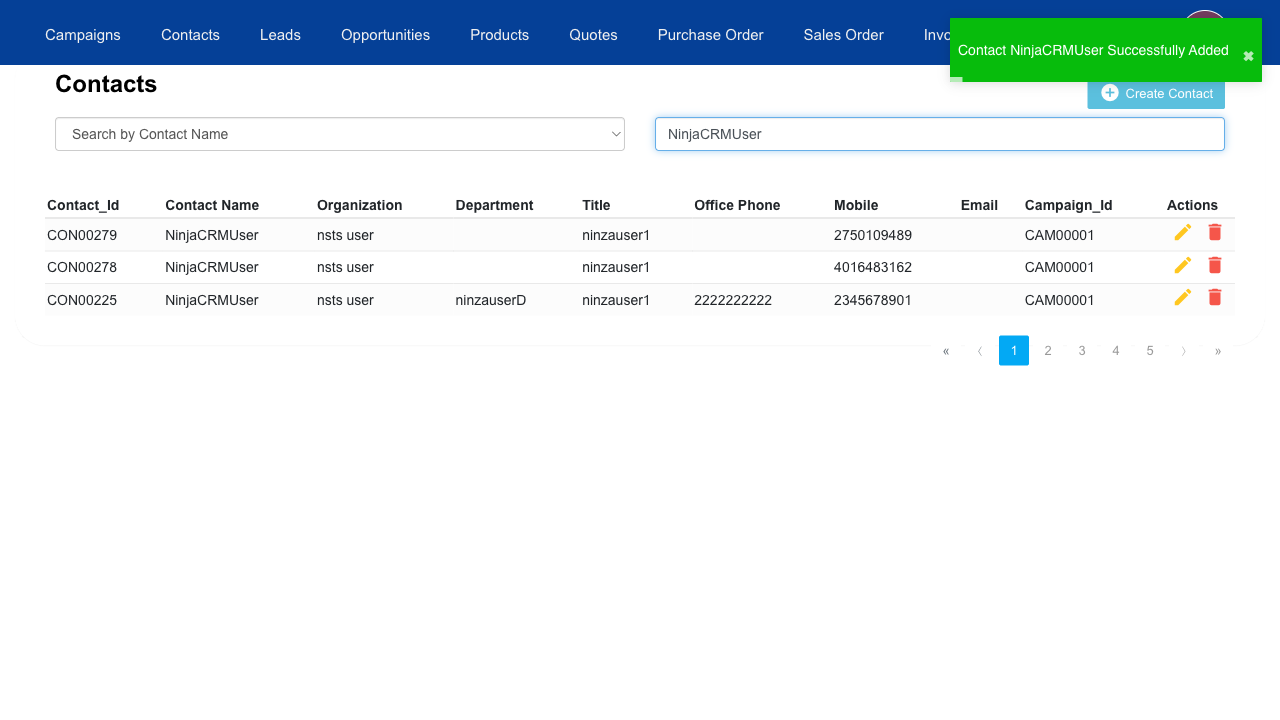 Campaigns Contacts Leads Opportunities Products Quotes Purchase Order Sales Order
Contact NinjaCRMUser Successfully Added ✖
Contacts
Create Contact
Search by Contact Name
NinjaCRMUser
Contact_Id Contact Name Organization Department Title Office Phone Mobile Email Campaign_Id Actions
CON00279 NinjaCRMUser nsts user ninzauser1 2750109489 CAM00001
CON00278 NinjaCRMUser nsts user ninzauser1 4016483162 CAM00001
CON00225 NinjaCRMUser nsts user ninzauserD ninzauser1 2222222222 2345678901 CAM00001
« ‹ 1 2 3 4 5 › »